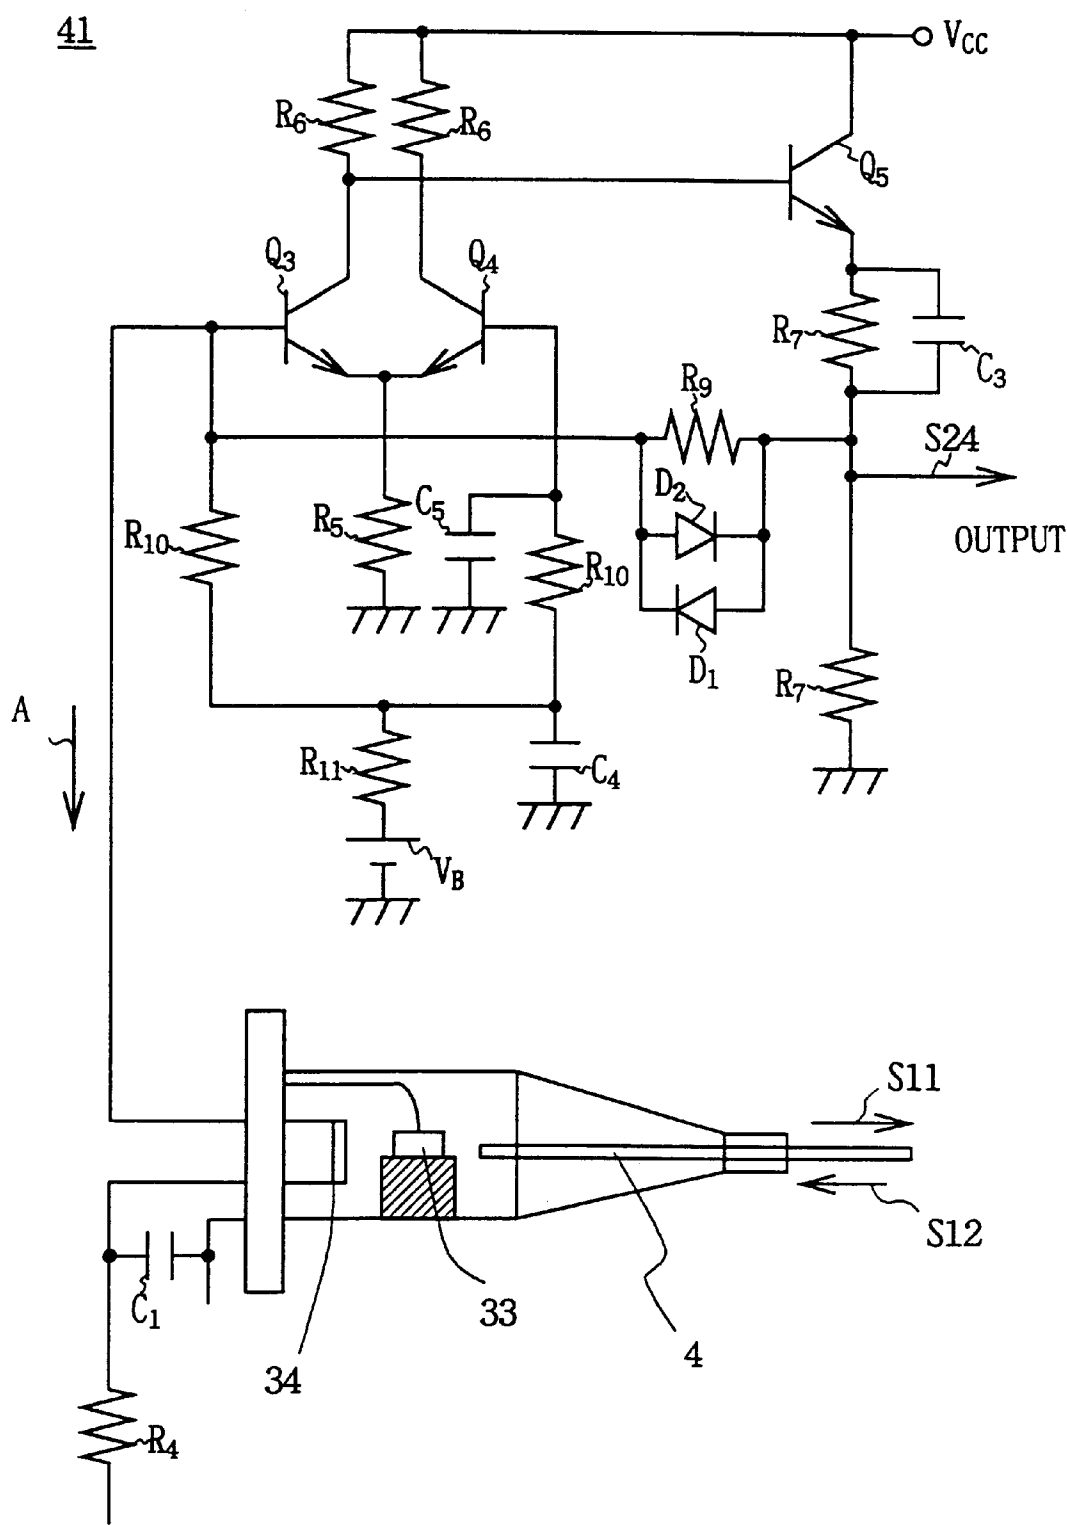 41
VCC
R6
R6
Q5
Q3
Q4
R7
C3
R9
S24
D2
C5
R5
R10
R10
OUTPUT
D1
R7
A
R11
C4
VB
S11
S12
C1
33
4
34
R4